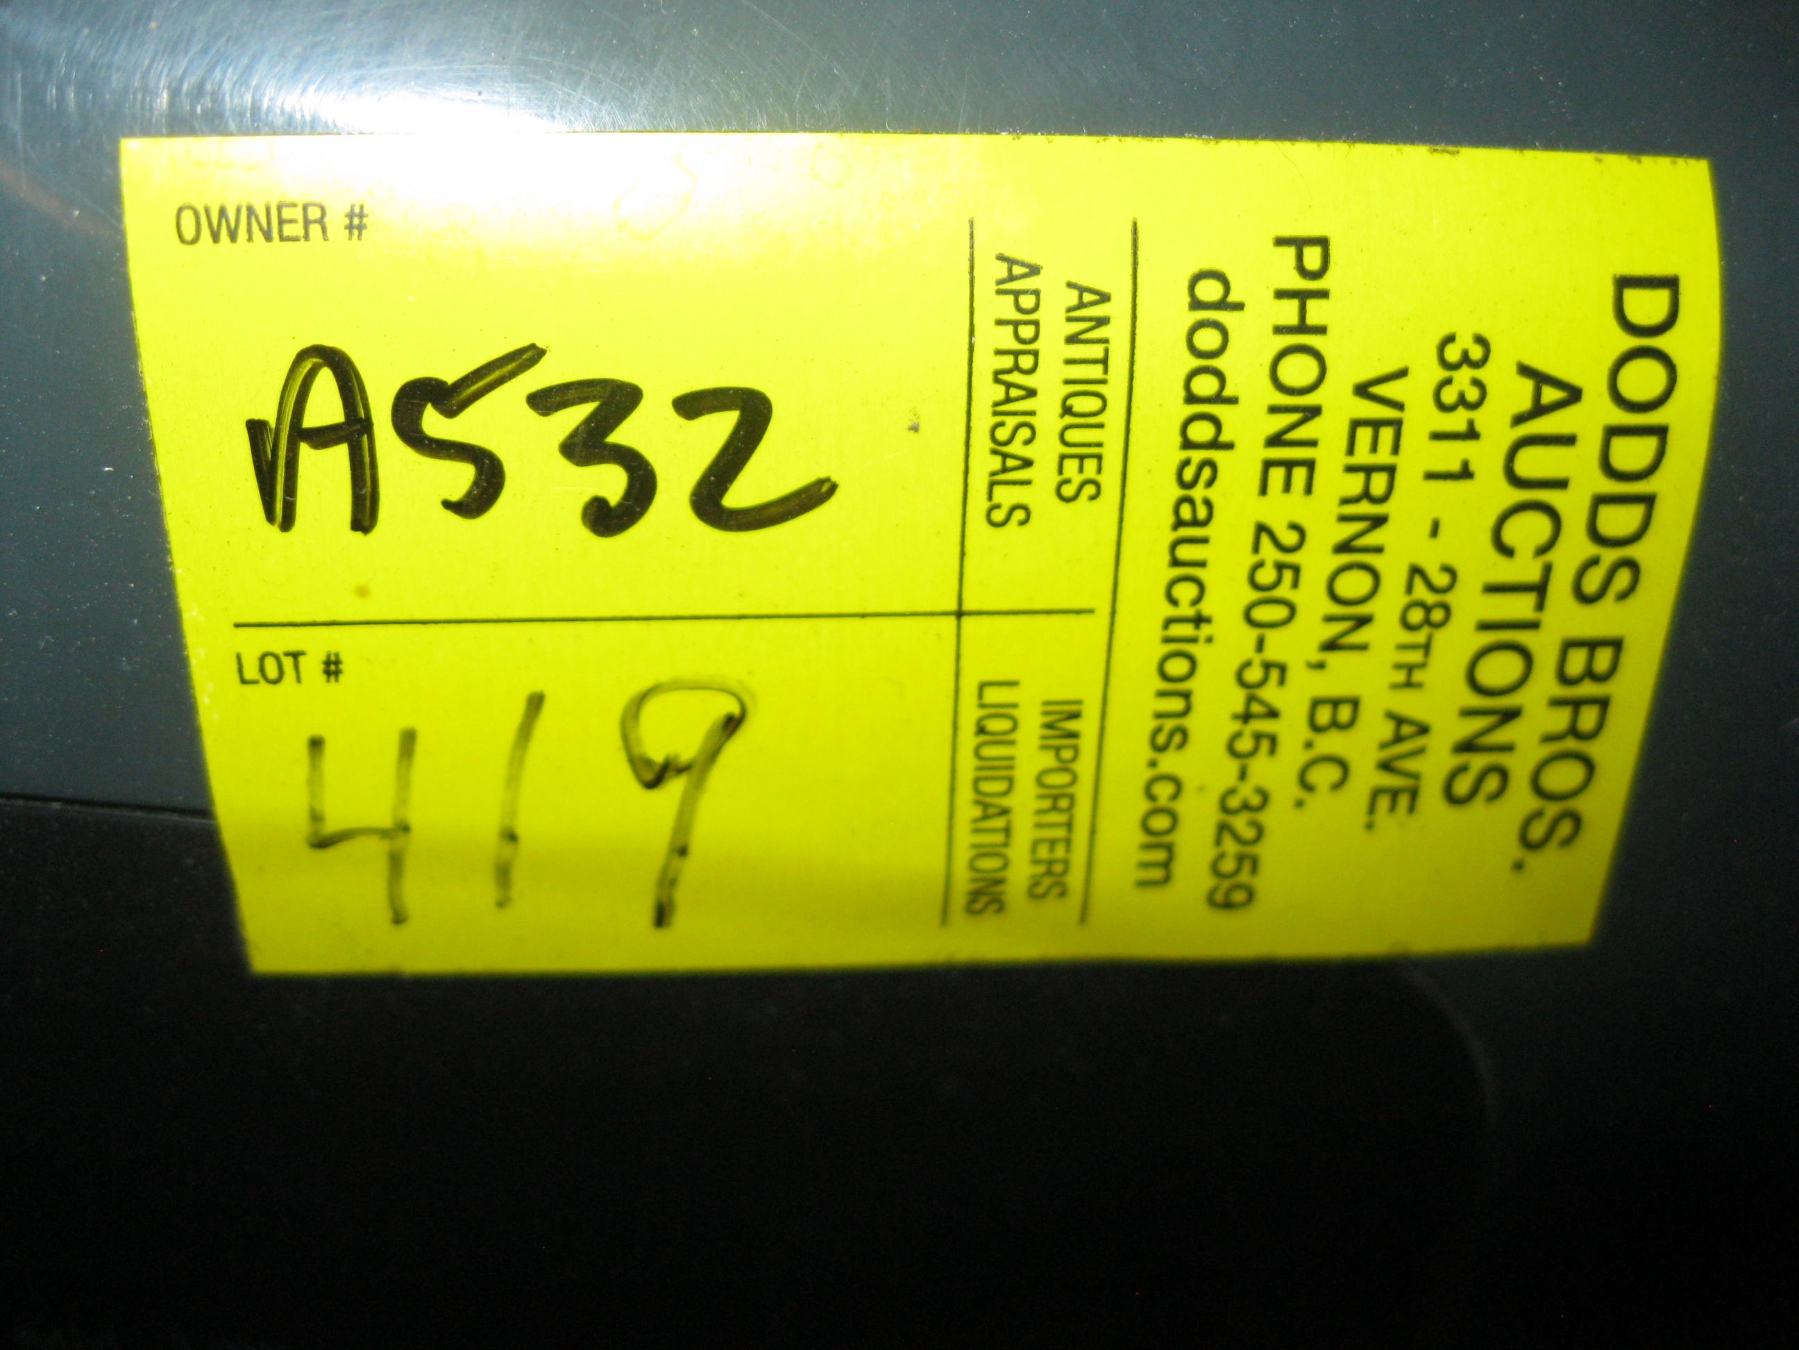 OWNER #
A532
LOT #
419
DODDS BROS.
AUCTIONS
3311 - 28TH AVE.
VERNON, B.C.
PHONE 250-545-3259
doddsauctions.com
ANTIQUES
APPRAISALS
IMPORTERS
LIQUIDATIONS